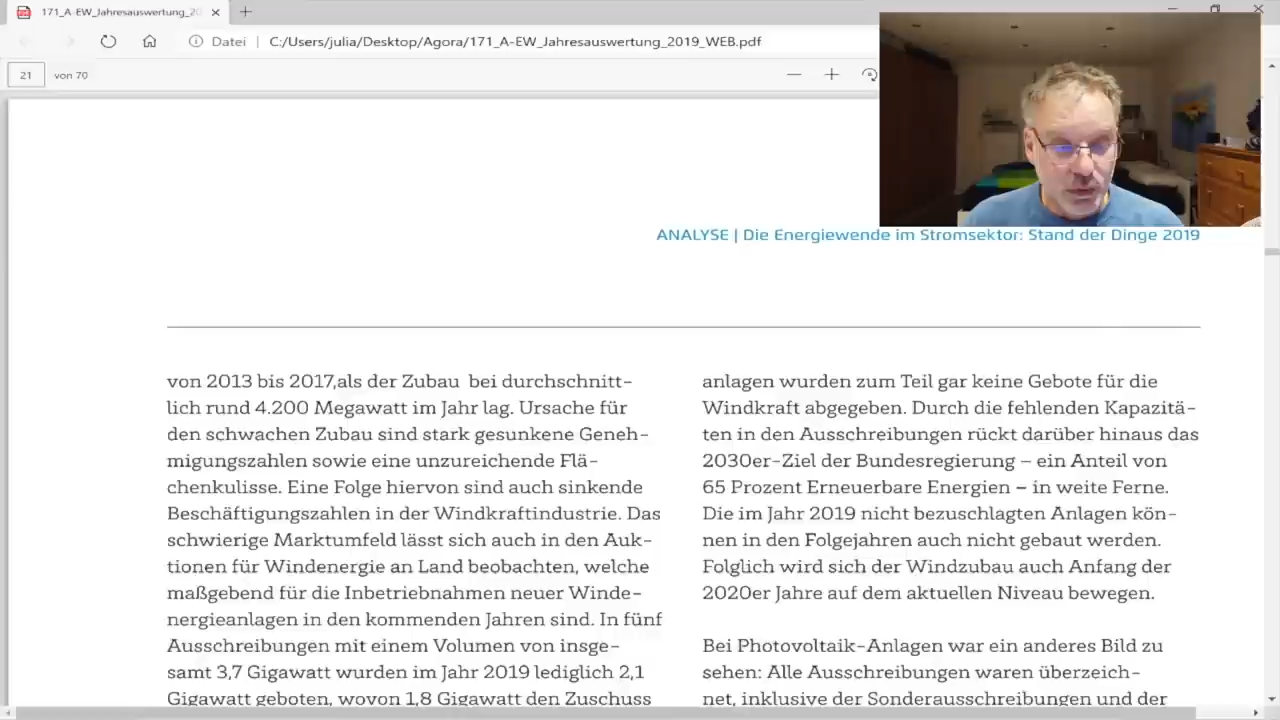 171_A-EW_Jahresauswertung_20
Datei
C:/Users/julia/Desktop/Agora/171_A-EW_Jahresauswertung_2019_WEB.pdf
21 von 70
ANALYSE | Die Energiewende im Stromsektor: Stand der Dinge 2019
von 2013 bis 2017,als der Zubau bei durchschnitt-
lich rund 4.200 Megawatt im Jahr lag. Ursache für
den schwachen Zubau sind stark gesunkene Geneh-
migungszahlen sowie eine unzureichende Flä-
chenkulisse. Eine Folge hiervon sind auch sinkende
Beschäftigungszahlen in der Windkraftindustrie. Das
schwierige Marktumfeld lässt sich auch in den Auk-
tionen für Windenergie an Land beobachten, welche
maßgebend für die Inbetriebnahmen neuer Winde-
nergieanlagen in den kommenden Jahren sind. In fünf
Ausschreibungen mit einem Volumen von insge-
samt 3,7 Gigawatt wurden im Jahr 2019 lediglich 2,1
Gigawatt geboten, wovon 1,8 Gigawatt den Zuschuss
anlagen wurden zum Teil gar keine Gebote für die
Windkraft abgegeben. Durch die fehlenden Kapazitä-
ten in den Ausschreibungen rückt darüber hinaus das
2030er-Ziel der Bundesregierung – ein Anteil von
65 Prozent Erneuerbare Energien – in weite Ferne.
Die im Jahr 2019 nicht bezuschlagten Anlagen kön-
nen in den Folgejahren auch nicht gebaut werden.
Folglich wird sich der Windzubau auch Anfang der
2020er Jahre auf dem aktuellen Niveau bewegen.
Bei Photovoltaik-Anlagen war ein anderes Bild zu
sehen: Alle Ausschreibungen waren überzeich-
net, inklusive der Sonderausschreibungen und der